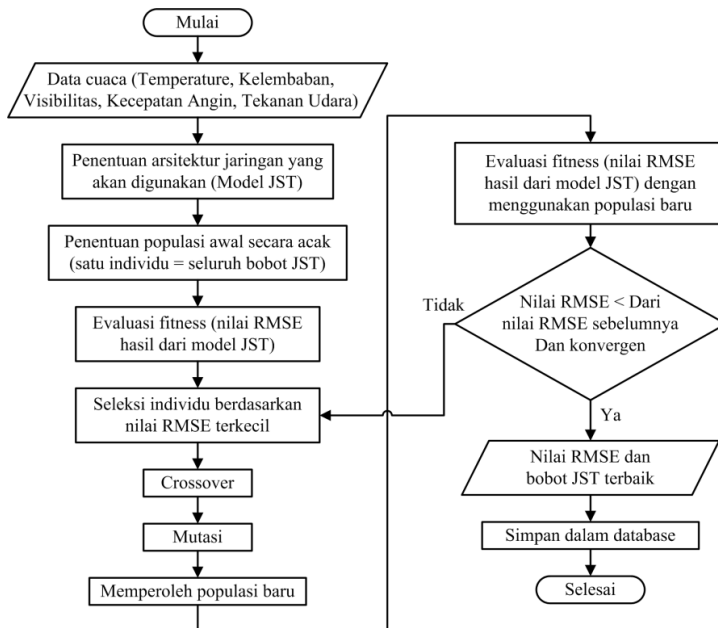 Mulai
Data cuaca (Temperature, Kelembaban,
Visibilitas, Kecepatan Angin, Tekanan Udara)
Penentuan arsitektur jaringan yang
akan digunakan (Model JST)
Penentuan populasi awal secara acak
(satu individu = seluruh bobot JST)
Evaluasi fitness (nilai RMSE
hasil dari model JST)
Seleksi individu berdasarkan
nilai RMSE terkecil
Crossover
Mutasi
Memperoleh populasi baru
Evaluasi fitness (nilai RMSE
hasil dari model JST) dengan
menggunakan populasi baru
Tidak
Nilai RMSE < Dari
nilai RMSE sebelumnya
Dan konvergen
Ya
Nilai RMSE dan
bobot JST terbaik
Simpan dalam database
Selesai